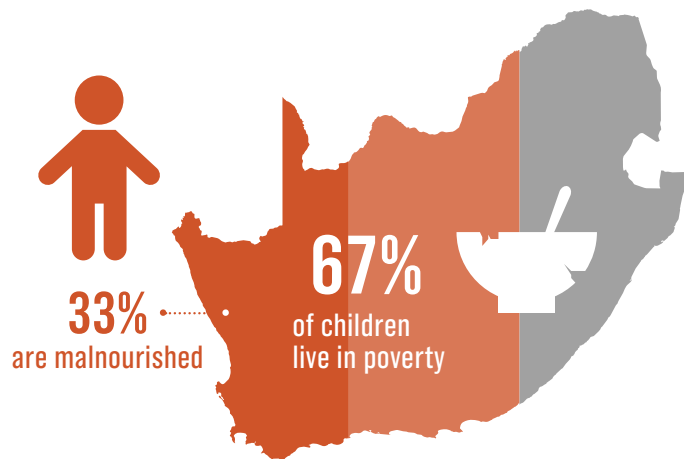 67%
of children
live in poverty
33%
are malnourished